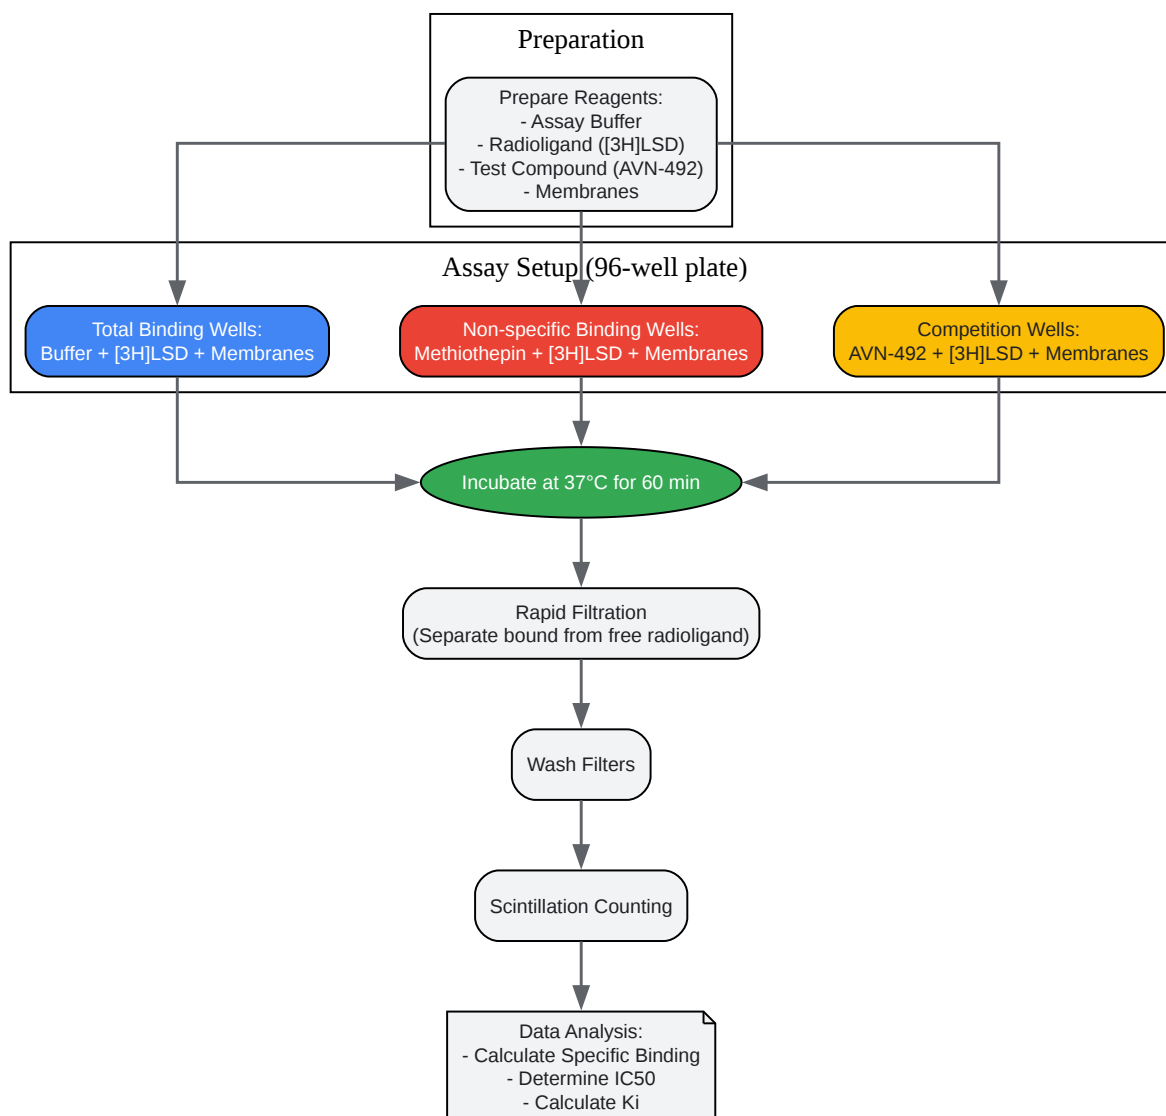 Preparation
Prepare Reagents:
- Assay Buffer
- Radioligand ([3H]LSD)
- Test Compound (AVN-492)
- Membranes
Assay Setup (96-well plate)
Total Binding Wells:
Buffer + [3H]LSD + Membranes
Non-specific Binding Wells:
Methiothepin + [3H]LSD + Membranes
Competition Wells:
AVN-492 + [3H]LSD + Membranes
Incubate at 37°C for 60 min
Rapid Filtration
(Separate bound from free radioligand)
Wash Filters
Scintillation Counting
Data Analysis:
- Calculate Specific Binding
- Determine IC50
- Calculate Ki